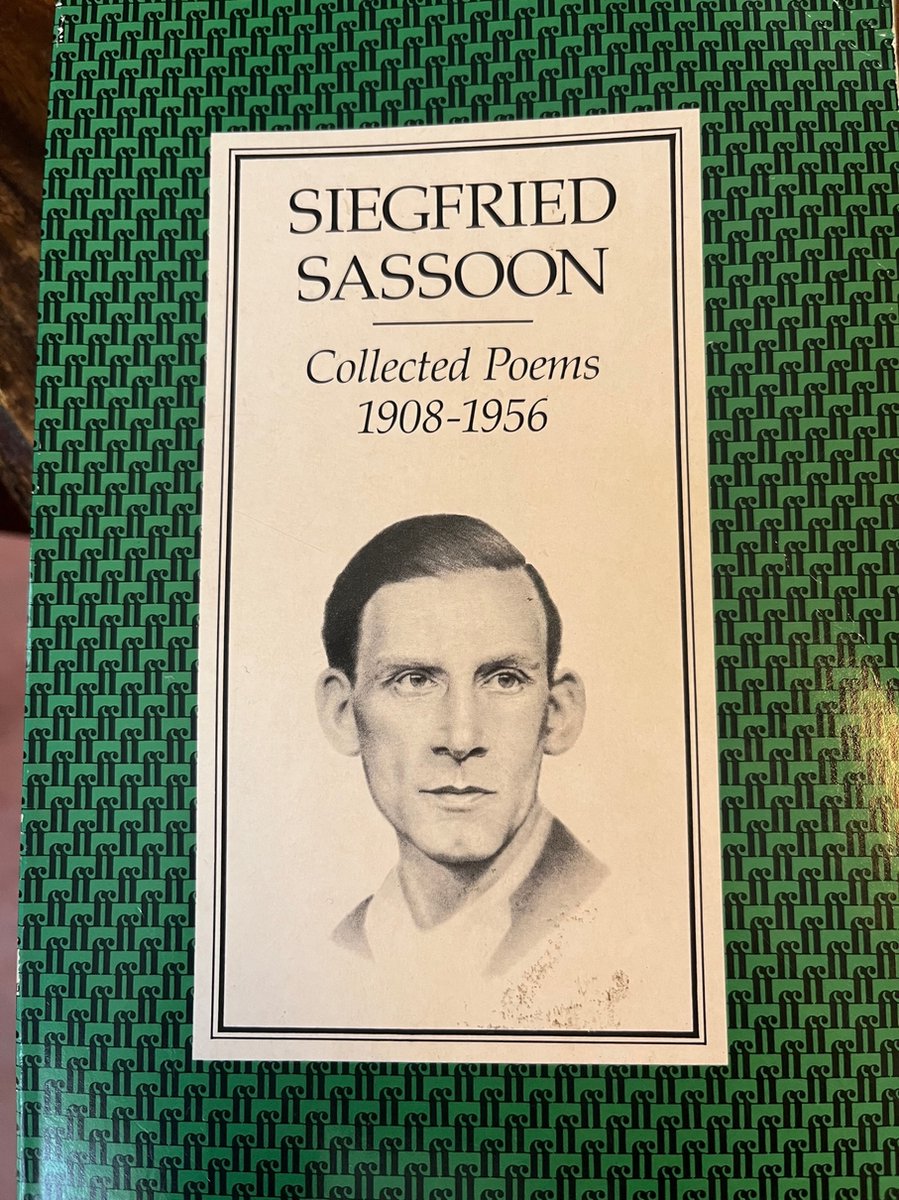 SIEGFRIED
SASSOON
Collected Poems
1908-1956